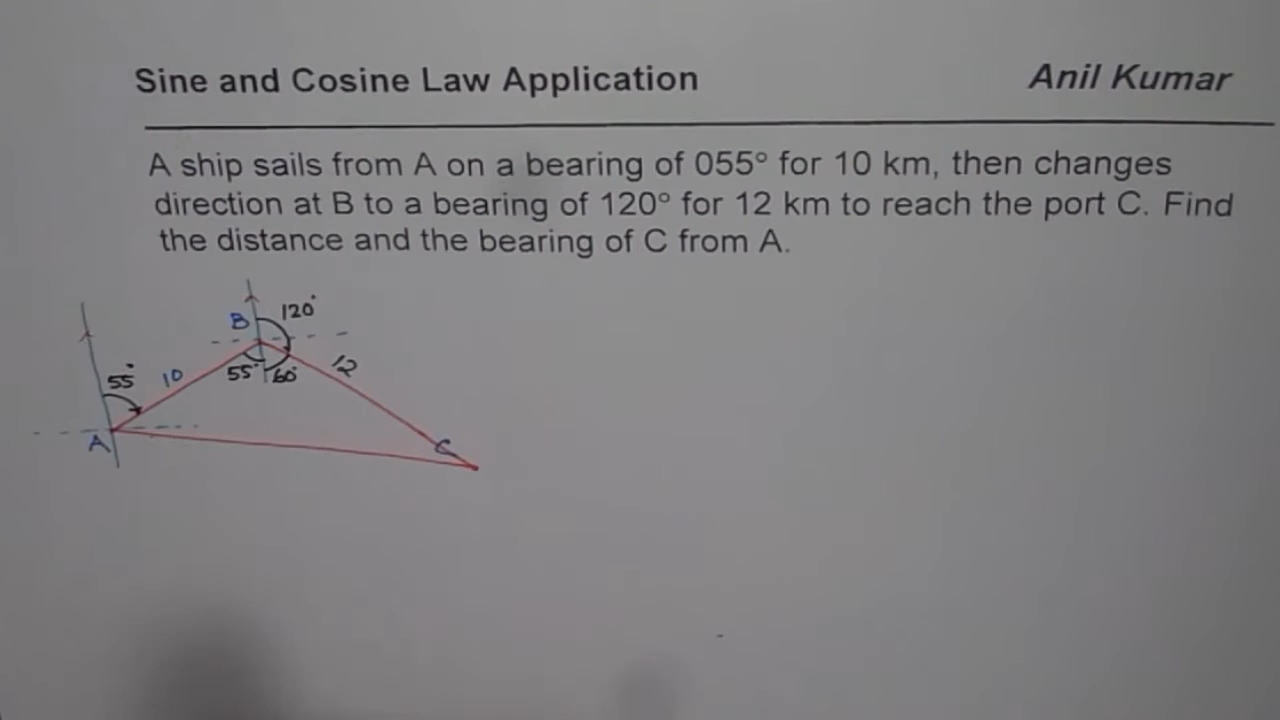 Sine and Cosine Law Application
Anil Kumar
A ship sails from A on a bearing of 055° for 10 km, then changes
direction at B to a bearing of 120° for 12 km to reach the port C. Find
the distance and the bearing of C from A.
B 120°
55° 10 55° 60° 12
A C